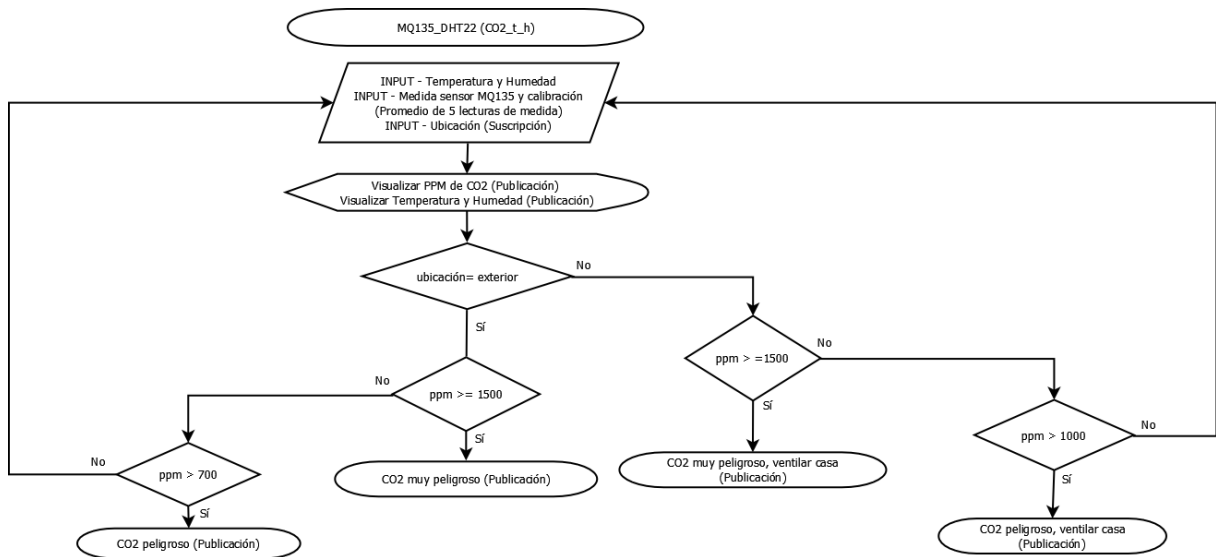 MQ135_DHT22 (CO2_t_h)
INPUT - Temperatura y Humedad
INPUT - Medida sensor MQ135 y calibración
(Promedio de 5 lecturas de medida)
INPUT - Ubicación (Suscripción)
Visualizar PPM de CO2 (Publicación)
Visualizar Temperatura y Humedad (Publicación)
ubicación= exterior
No
Sí
ppm > =1500
No
Sí
ppm >= 1500
No
Sí
ppm > 1000
No
Sí
ppm > 700
No
Sí
CO2 muy peligroso, ventilar casa
(Publicación)
CO2 muy peligroso (Publicación)
CO2 peligroso, ventilar casa
(Publicación)
CO2 peligroso (Publicación)